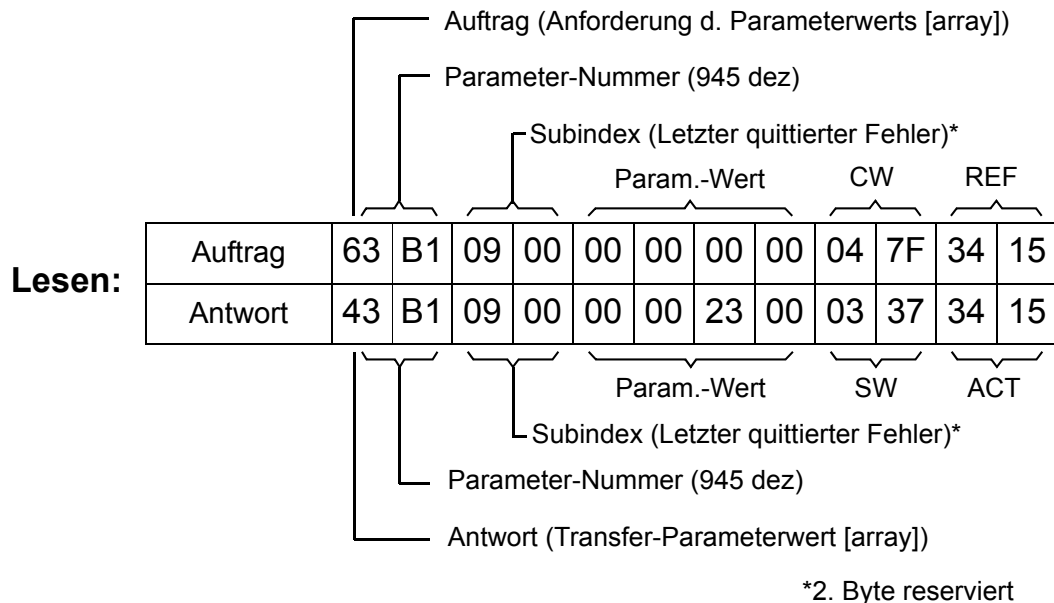 Auftrag (Anforderung d. Parameterwerts [array])
Parameter-Nummer (945 dez)
Subindex (Letzter quittierter Fehler)*
Param.-Wert CW REF
Lesen:
Auftrag 63 B1 09 00 00 00 00 00 04 7F 34 15
Antwort 43 B1 09 00 00 00 23 00 03 37 34 15
Param.-Wert SW ACT
Subindex (Letzter quittierter Fehler)*
Parameter-Nummer (945 dez)
Antwort (Transfer-Parameterwert [array])
*2. Byte reserviert